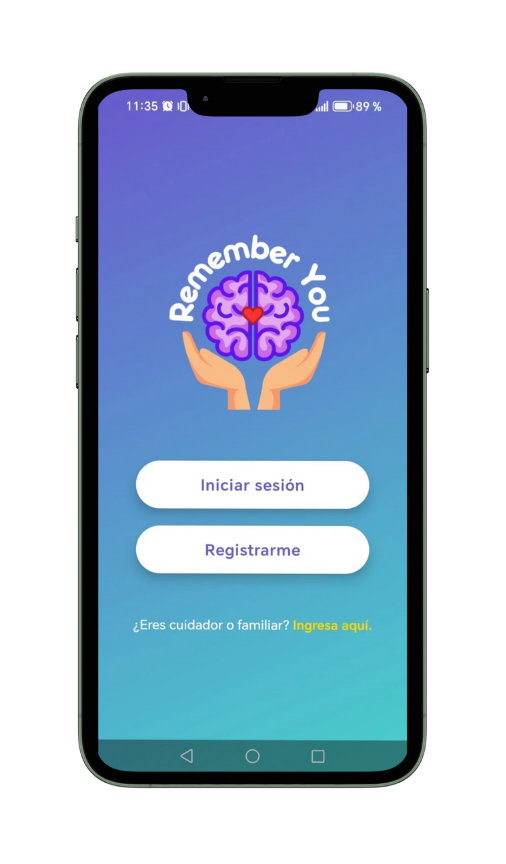 11:35
89 %
Remember You
Iniciar sesión
Registrarme
¿Eres cuidador o familiar? Ingresa aquí.